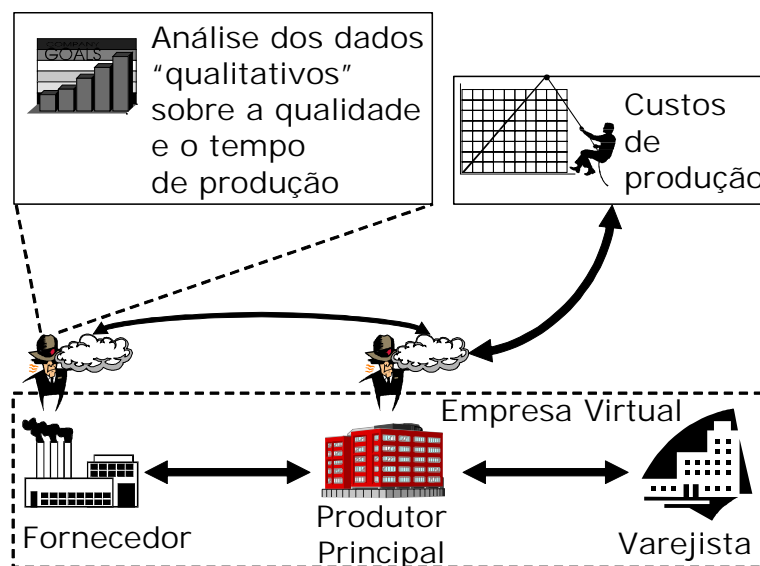 COMPANY
GOALS
Análise dos dados
“qualitativos”
sobre a qualidade
e o tempo
de produção
Custos
de
produção
Empresa Virtual
Fornecedor
Produtor
Principal
Varejista